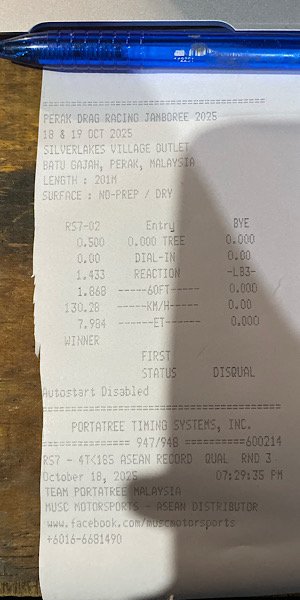 PERAK DRAG RACING JAMBOREE 2025
18 & 19 OCT 2025
SILVERLAKES VILLAGE OUTLET
BATU GAJAH, PERAK, MALAYSIA
LENGTH : 201M
SURFACE : NO-PREP / DRY
RS7-02 Entry BYE
0.500 0.000 TREE 0.000
0.00 DIAL-IN 0.00
1.433 REACTION -LB3-
1.868 -----60FT----- 0.000
130.28 -----KM/H----- 0.00
7.984 ------ET------ 0.000
WINNER
FIRST
STATUS DISQUAL
Autostart Disabled
PORTATREE TIMING SYSTEMS, INC.
=============== 947/948 ==========600214
RS7 - 4T<185 ASEAN RECORD QUAL RND 3
October 18, 2025 07:29:35 PM
TEAM PORTATREE MALAYSIA
MUSC MOTORSPORTS - ASEAN DISTRIBUTOR
www.facebook.com/muscmotorsports
+6016-6681490